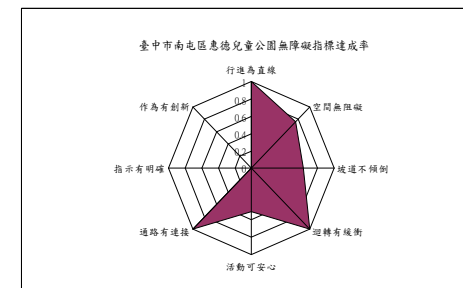 臺中市南屯區惠德兒童公園無障礙指標達成率
行進為直線
1
作為有創新
0.8
空間無阻礙
0.6
0.4
0.2
指示有明確
0
坡道不傾倒
通路有連接
迴轉有緩衝
活動可安心